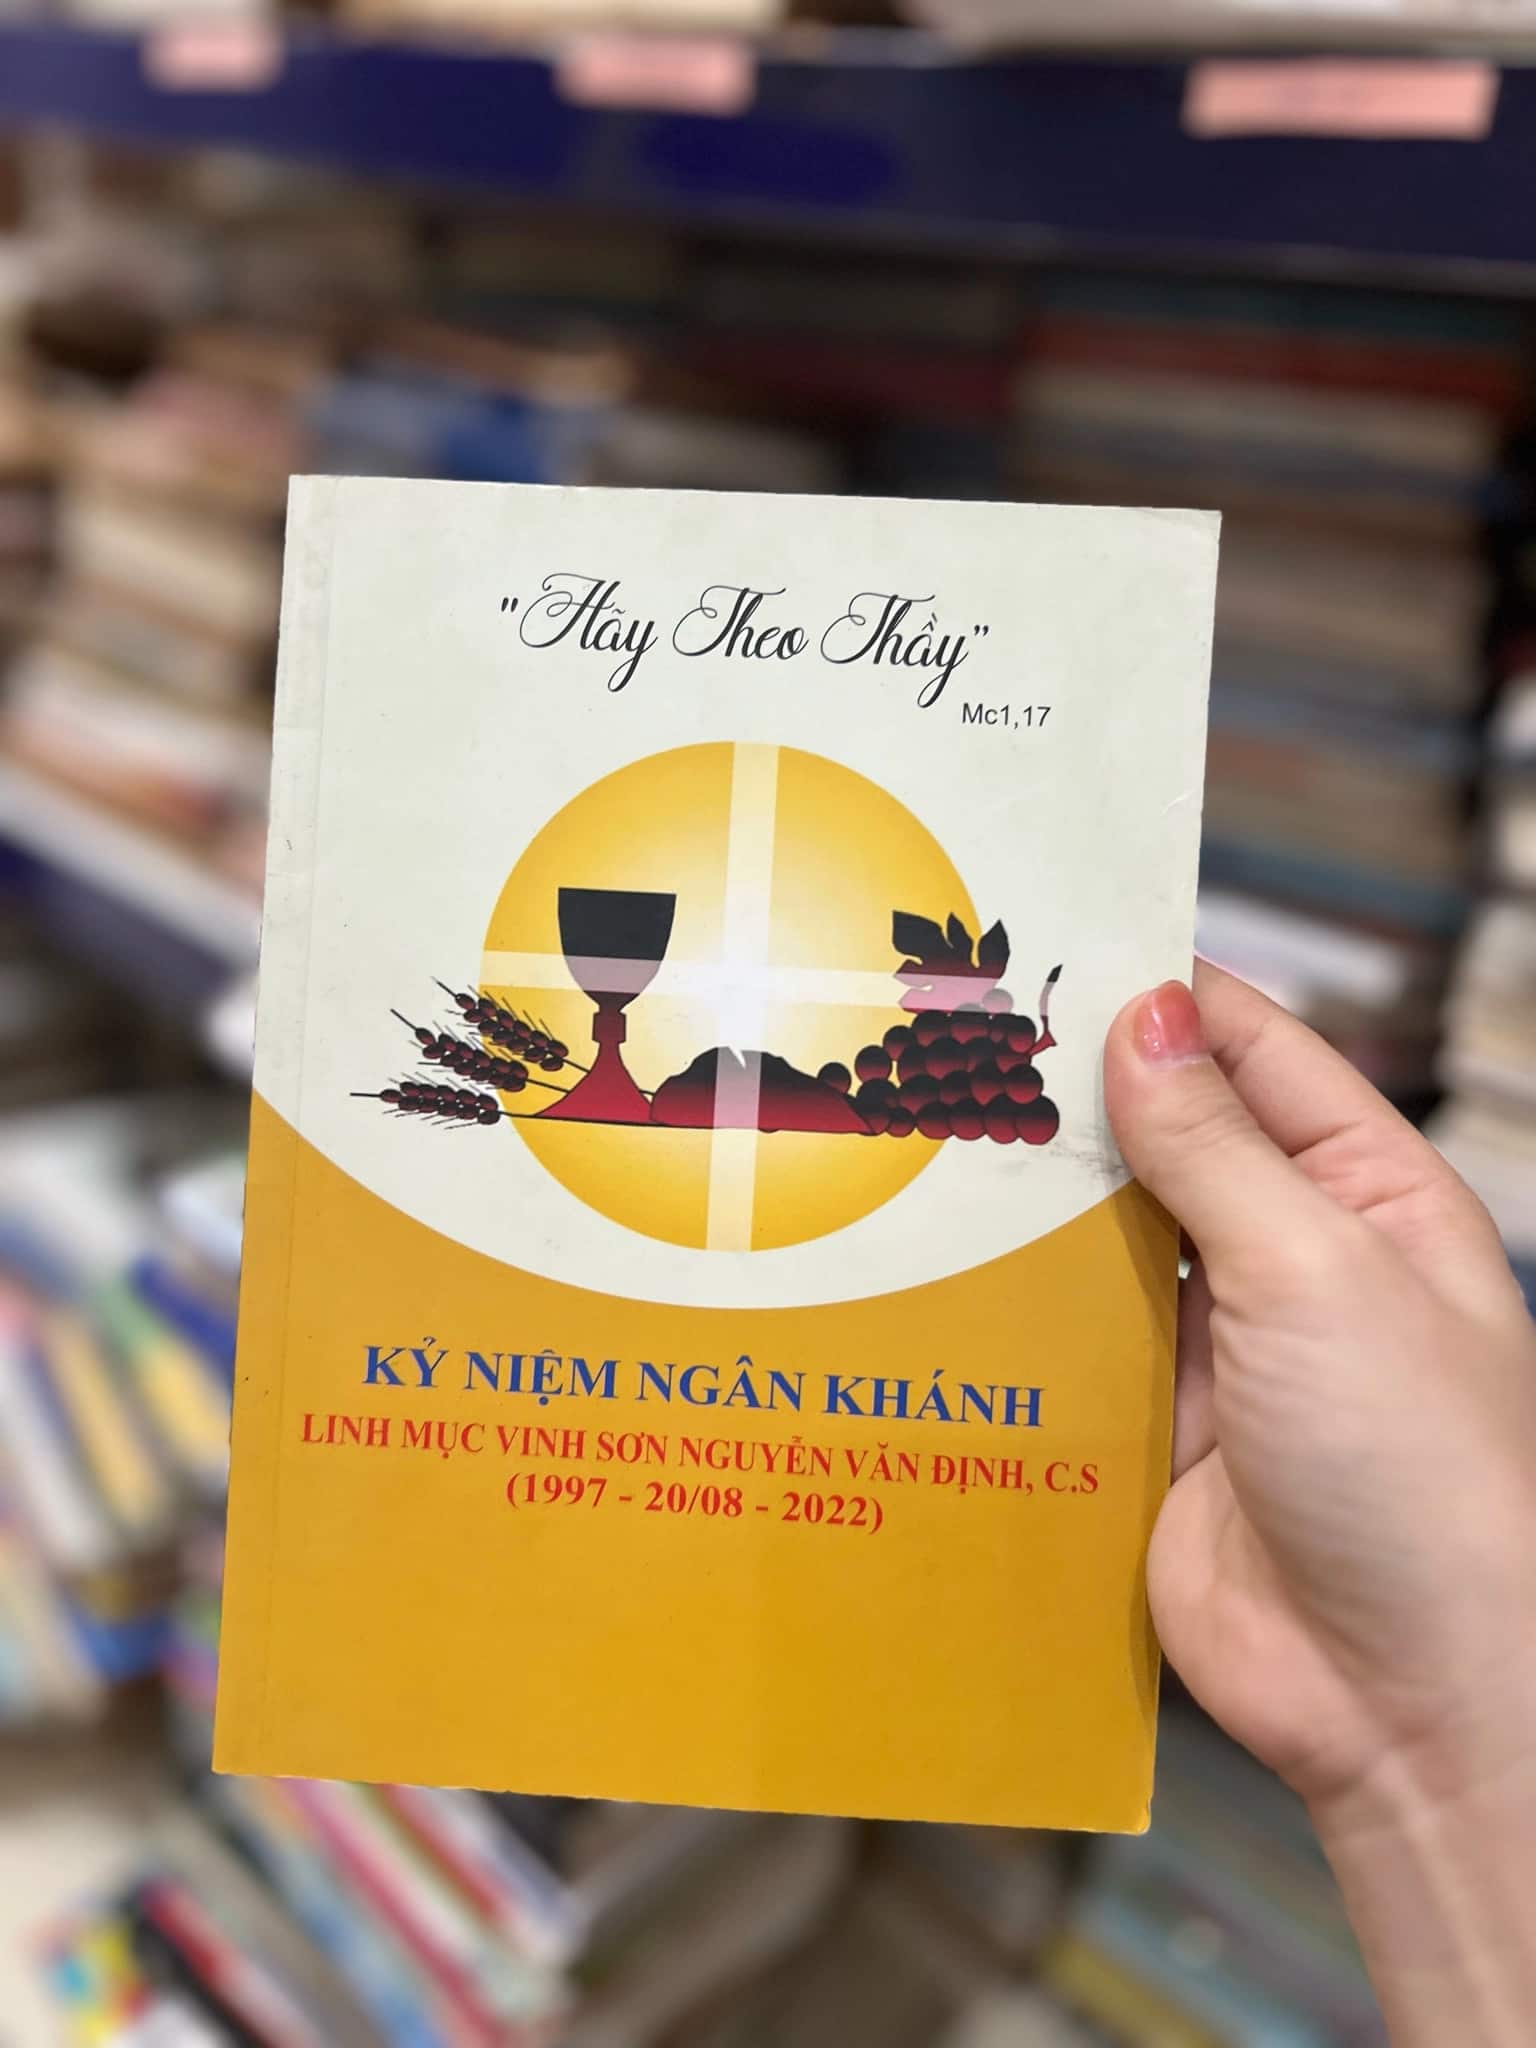 "Hãy Theo Thầy"
Mc1,17
KỶ NIỆM NGÂN KHÁNH
LINH MỤC VINH SƠN NGUYỄN VĂN ĐỊNH, C.S
(1997 - 20/08 - 2022)